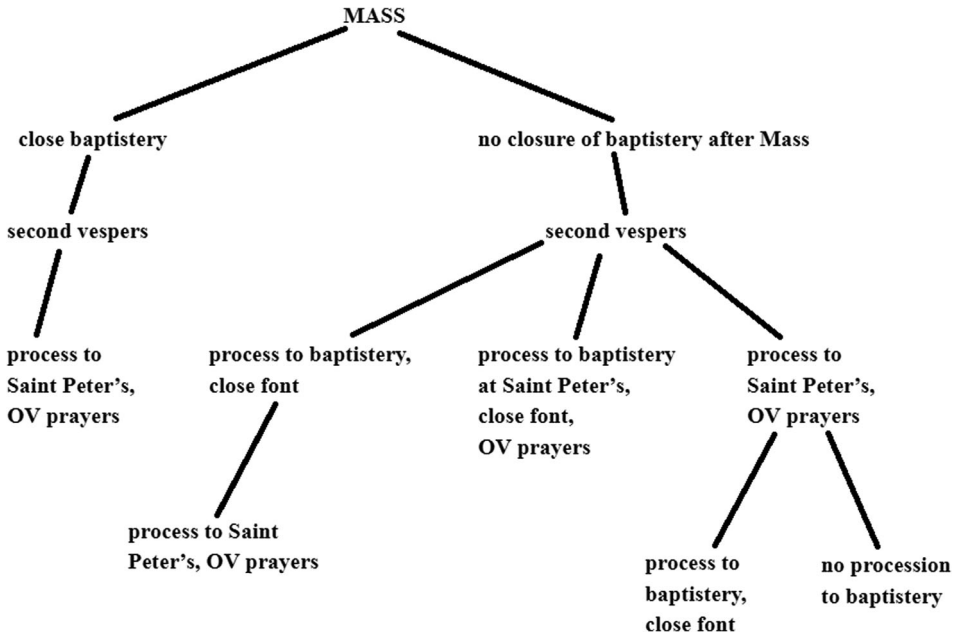 MASS
close baptistery
no closure of baptistery after Mass
second vespers
second vespers
process to
Saint Peter's,
OV prayers
process to baptistery,
close font
process to baptistery
at Saint Peter's,
close font,
OV prayers
process to
Saint Peter's,
OV prayers
process to Saint
Peter's, OV prayers
process to
baptistery,
close font
no procession
to baptistery